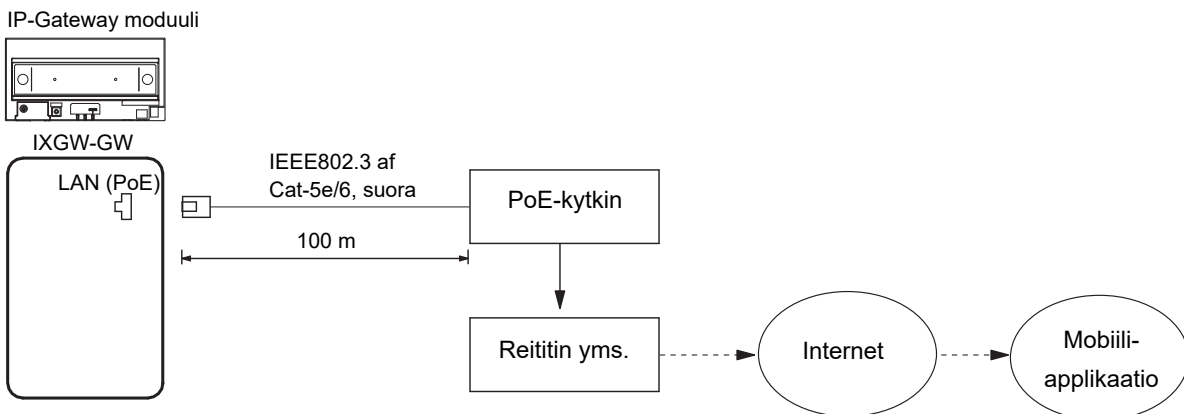 IP-Gateway moduuli
IXGW-GW
LAN (PoE)
IEEE802.3 af
Cat-5e/6, suora
100 m
PoE-kytkin
Reititin yms.
Internet
Mobiili-
applikaatio